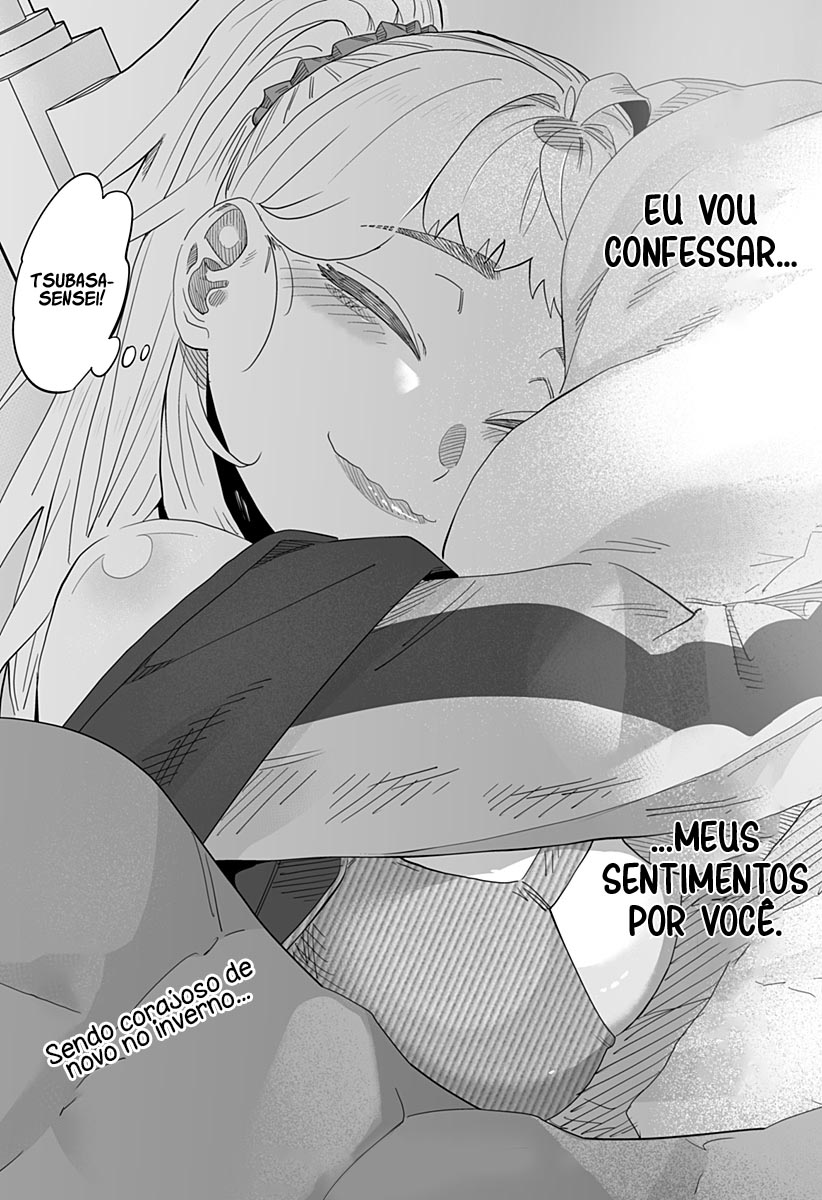 EU VOU
CONFESSAR...
TSUBASA-
SENSEI!
...MEUS
SENTIMENTOS
POR VOCÊ.
Sendo corajoso de
novo no inverno...